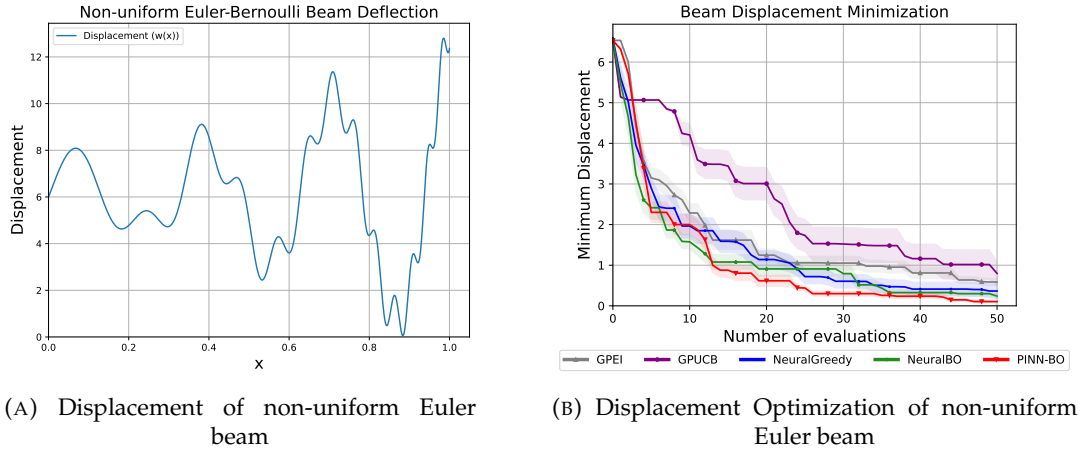 Non-uniform Euler-Bernoulli Beam Deflection
Displacement (w(x))
Displacement
12
10
8
6
4
2
0
0.0 0.2 0.4 0.6 0.8 1.0
x
Beam Displacement Minimization
Minimum Displacement
6
5
4
3
2
1
0
0 10 20 30 40 50
Number of evaluations
GPEI GPUCB NeuralGreedy NeuralBO PINN-BO
(A) Displacement of non-uniform Euler
beam
(B) Displacement Optimization of non-uniform
Euler beam